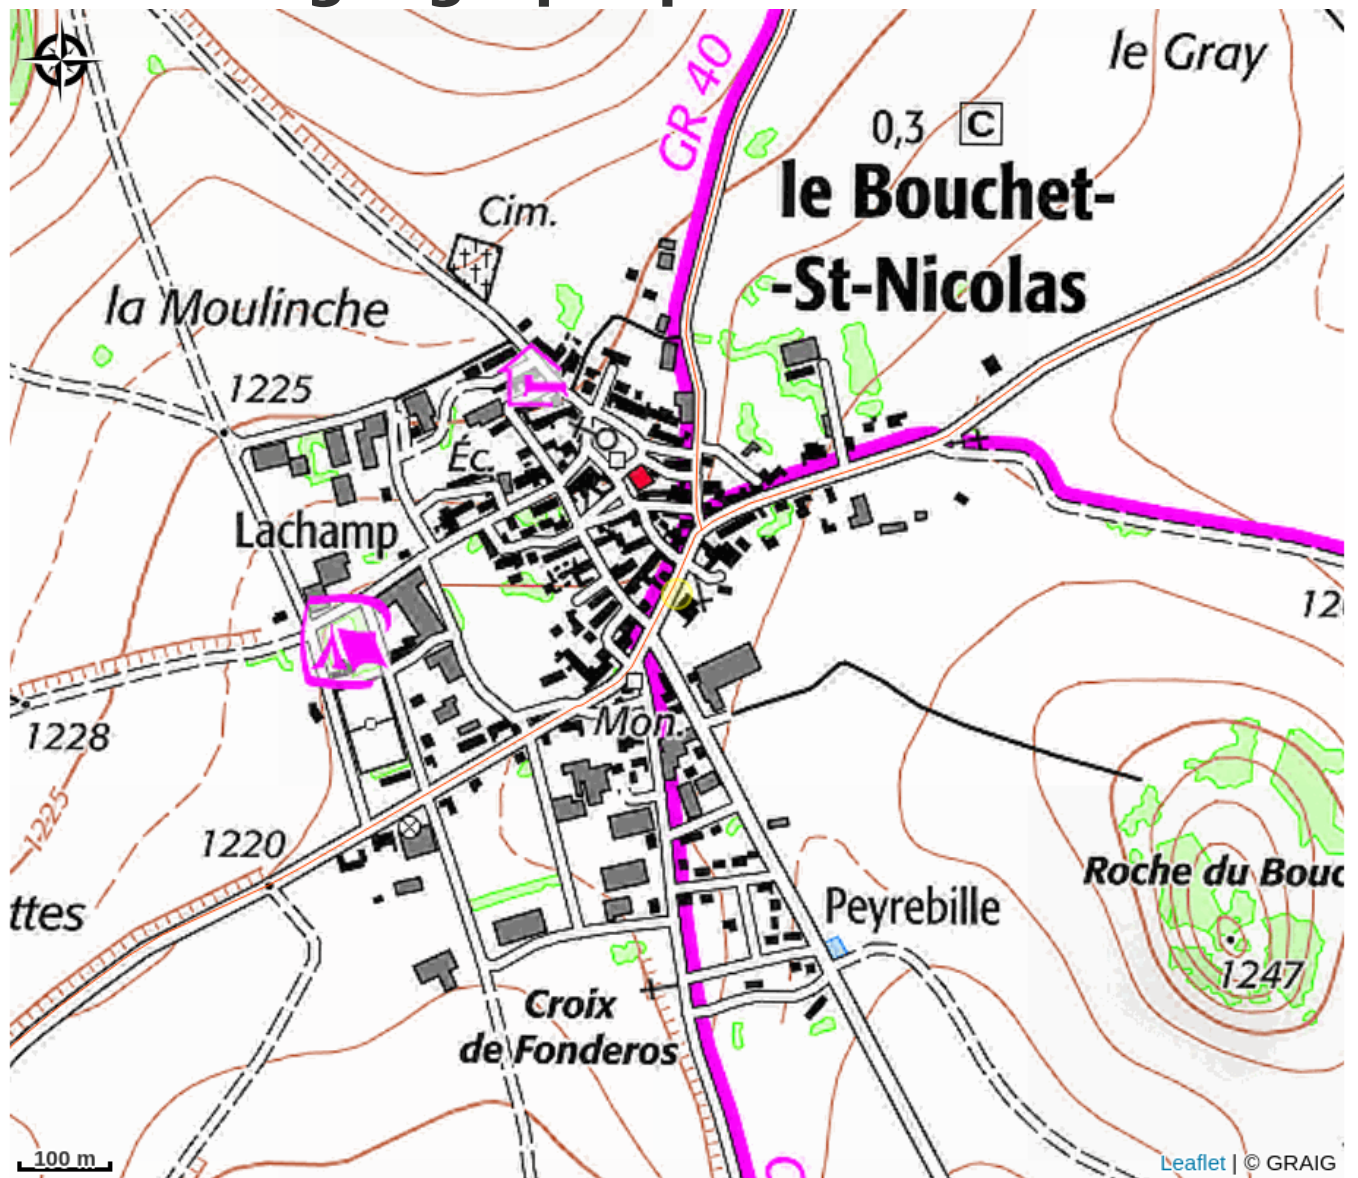 le Gray
GR 40
0,3 C
le Bouchet-
-St-Nicolas
Cim.
la Moulinche
1225
Éc.
Lachamp
1228
Mon.
1225
1220
Roche du Bouc
ttes
Peyrebille
1247
Croix
de Fonderos
100 m
Leaflet | © GRAIG